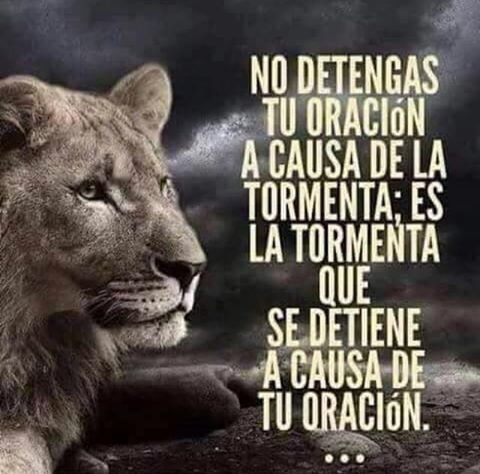 NO DETENGAS
TU ORACIóN
A CAUSA DE LA
TORMENTA; ES
LA TORMENTA
QUE
SE DETIENE
A CAUSA DE
TU ORACIóN.
...